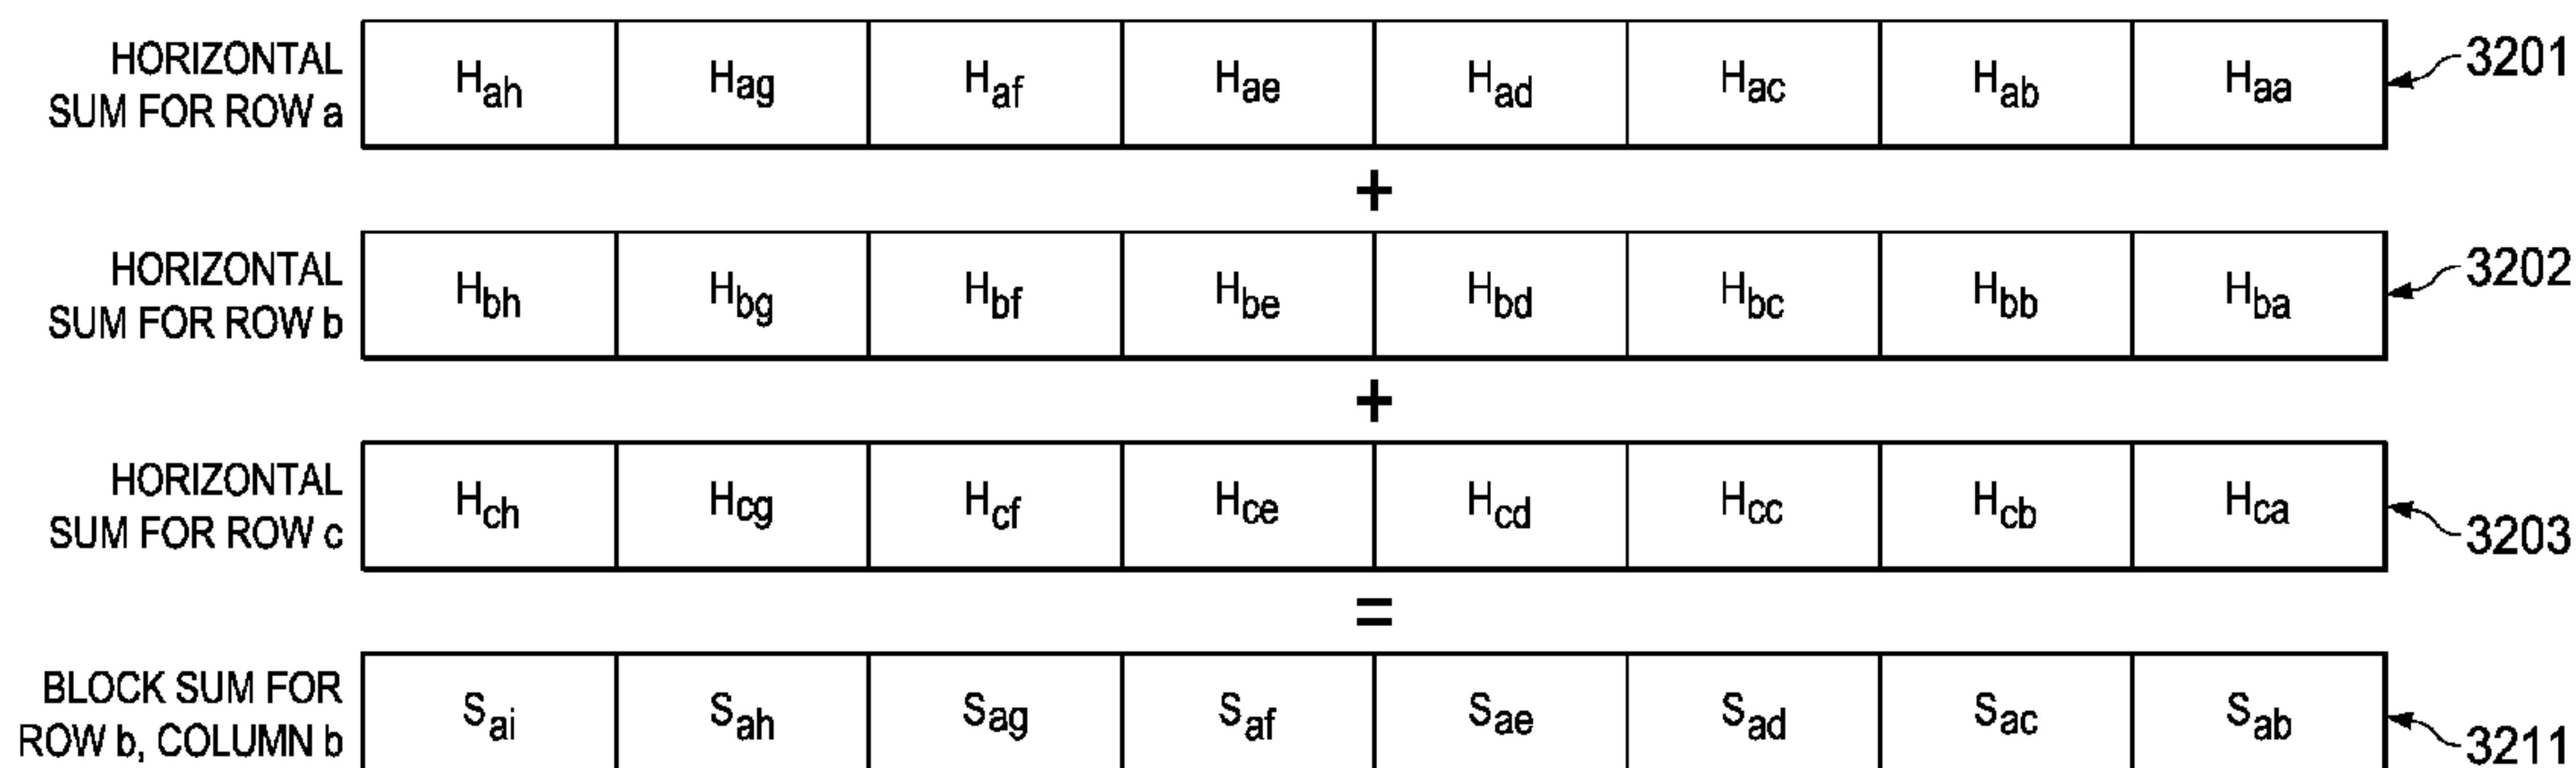 HORIZONTAL
SUM FOR ROW a
Hah Hag Haf Hae Had Hac Hab Haa
3201
+
HORIZONTAL
SUM FOR ROW b
Hbh Hbg Hbf Hbe Hbd Hbc Hbb Hba
3202
+
HORIZONTAL
SUM FOR ROW c
Hch Hcg Hcf Hce Hcd Hcc Hcb Hca
3203
=
BLOCK SUM FOR
ROW b, COLUMN b
Sai Sah Sag Saf Sae Sad Sac Sab
3211